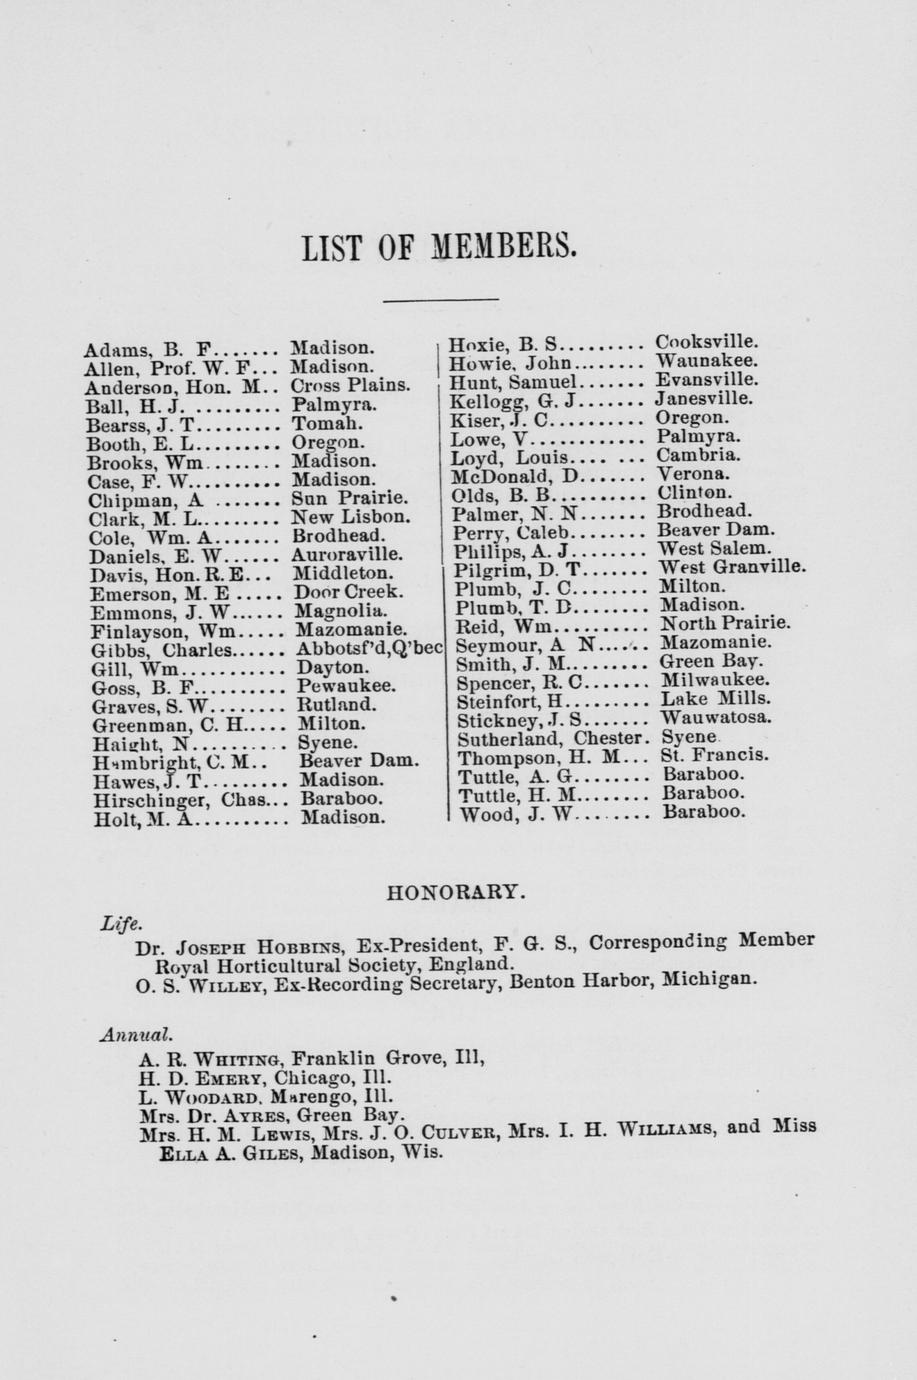 LIST OF MEMBERS.
Adams, B. F....... Madison.
Allen, Prof. W. F... Madison.
Anderson, Hon. M.. Cross Plains.
Ball, H. J. ......... Palmyra.
Bearss, J. T......... Tomah.
Booth, E. L......... Oregon.
Brooks, Wm........ Madison.
Case, F. W.......... Madison.
Chipman, A ....... Sun Prairie.
Clark, M. L......... New Lisbon.
Cole, Wm. A....... Brodhead.
Daniels, E. W...... Auroraville.
Davis, Hon. R. E... Middleton.
Emerson, M. E ..... Door Creek.
Emmons, J. W...... Magnolia.
Finlayson, Wm..... Mazomanie.
Gibbs, Charles...... Abbotsf'd,Q'bec
Gill, Wm........... Dayton.
Goss, B. F.......... Pewaukee.
Graves, S. W........ Rutland.
Greenman, C. H..... Milton.
Haight, N.......... Syene.
Hambright, C. M.. Beaver Dam.
Hawes, J. T......... Madison.
Hirschinger, Chas... Baraboo.
Holt, M. A.......... Madison.
Hoxie, B. S......... Cooksville.
Howie, John........ Waunakee.
Hunt, Samuel....... Evansville.
Kellogg, G. J....... Janesville.
Kiser, J. C.......... Oregon.
Lowe, V............ Palmyra.
Loyd, Louis.... ... Cambria.
McDonald, D....... Verona.
Olds, B. B.......... Clinton.
Palmer, N. N....... Brodhead.
Perry, Caleb........ Beaver Dam.
Philips, A. J........ West Salem.
Pilgrim, D. T....... West Granville.
Plumb, J. C........ Milton.
Plumb, T. D........ Madison.
Reid, Wm.......... North Prairie.
Seymour, A N...... Mazomanie.
Smith, J. M......... Green Bay.
Spencer, R. C....... Milwaukee.
Steinfort, H......... Lake Mills.
Stickney, J. S....... Wauwatosa.
Sutherland, Chester. Syene
Thompson, H. M... St. Francis.
Tuttle, A. G........ Baraboo.
Tuttle, H. M........ Baraboo.
Wood, J. W........ Baraboo.
HONORARY.
Life.
Dr. JOSEPH HOBBINS, Ex-President, F. G. S., Corresponding Member
Royal Horticultural Society, England.
O. S. WILLEY, Ex-Recording Secretary, Benton Harbor, Michigan.
Annual.
A. R. WHITING, Franklin Grove, Ill,
H. D. EMERY, Chicago, Ill.
L. WOODARD, Marengo, Ill.
Mrs. Dr. AYRES, Green Bay.
Mrs. H. M. LEWIS, Mrs. J. O. CULVER, Mrs. I. H. WILLIAMS, and Miss
ELLA A. GILES, Madison, Wis.